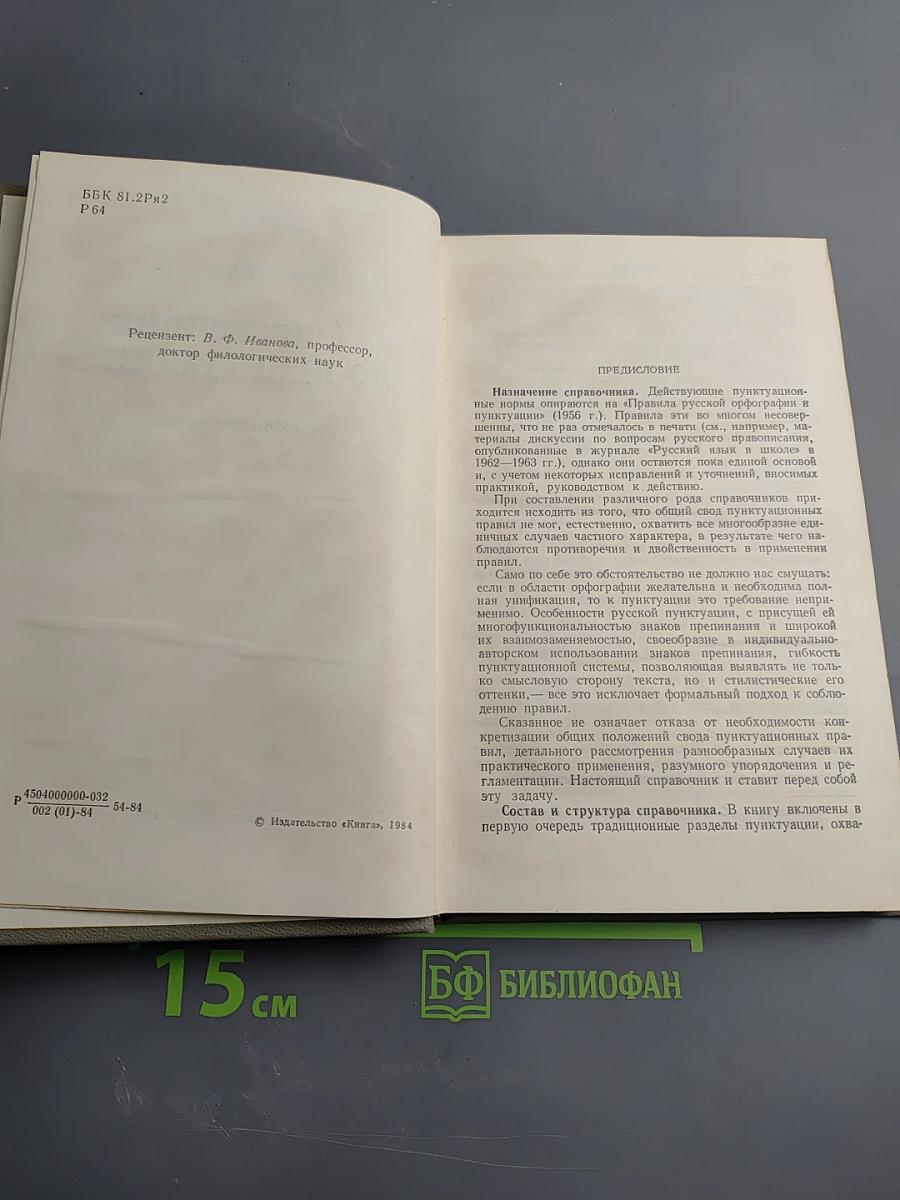 ББК 81.2Ря2
Р 64
Рецензент: В. Ф. Иванова, профессор,
доктор филологических наук
Р 4504000000-032
002 (01)-84 54-84
© Издательство «Книга», 1984
ПРЕДИСЛОВИЕ
Назначение справочника. Действующие пунктуацион-
ные нормы опираются на «Правила русской орфографии и
пунктуации» (1956 г.). Правила эти во многом несовер-
шенны, что не раз отмечалось в печати (см., например, ма-
териалы дискуссии по вопросам русского правописания,
опубликованные в журнале «Русский язык в школе» в
1962—1963 гг.), однако они остаются пока единой основой
и, с учетом некоторых исправлений и уточнений, вносимых
практикой, руководством к действию.
При составлении различного рода справочников при-
ходится исходить из того, что общий свод пунктуационных
правил не мог, естественно, охватить все многообразие еди-
ничных случаев частного характера, в результате чего на-
блюдаются противоречия и двойственность в применении
правил.
Само по себе это обстоятельство не должно нас смущать:
если в области орфографии желательна и необходима пол-
ная унификация, то к пунктуации это требование непри-
менимо. Особенности русской пунктуации, с присущей ей
многофункциональностью знаков препинания и широкой
их взаимозаменяемостью, своеобразие в индивидуально-
авторском использовании знаков препинания, гибкость
пунктуационной системы, позволяющая выявлять не толь-
ко смысловую сторону текста, но и стилистические его
оттенки,— все это исключает формальный подход к соблю-
дению правил.
Сказанное не означает отказа от необходимости кон-
кретизации общих положений свода пунктуационных пра-
вил, детального рассмотрения разнообразных случаев их
практического применения, разумного упорядочения и ре-
гламентации. Настоящий справочник и ставит перед собой
эту задачу.
Состав и структура справочника. В книгу включены в
первую очередь традиционные разделы пунктуации, охва-
15 см
БФ БИБЛИОФАН